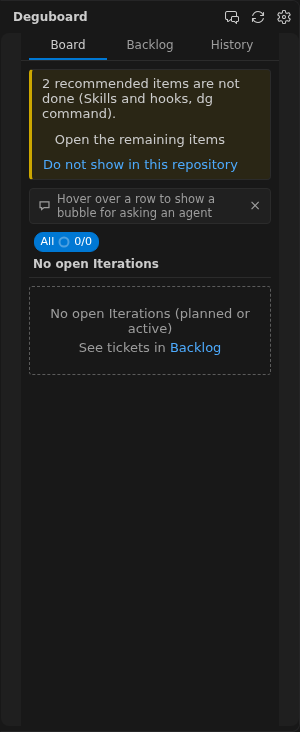 Deguboard
Board
Backlog
History
2 recommended items are not
done (Skills and hooks, dg
command).
Open the remaining items
Do not show in this repository
Hover over a row to show a
bubble for asking an agent
All 0/0
No open Iterations
No open Iterations (planned or
active)
See tickets in Backlog